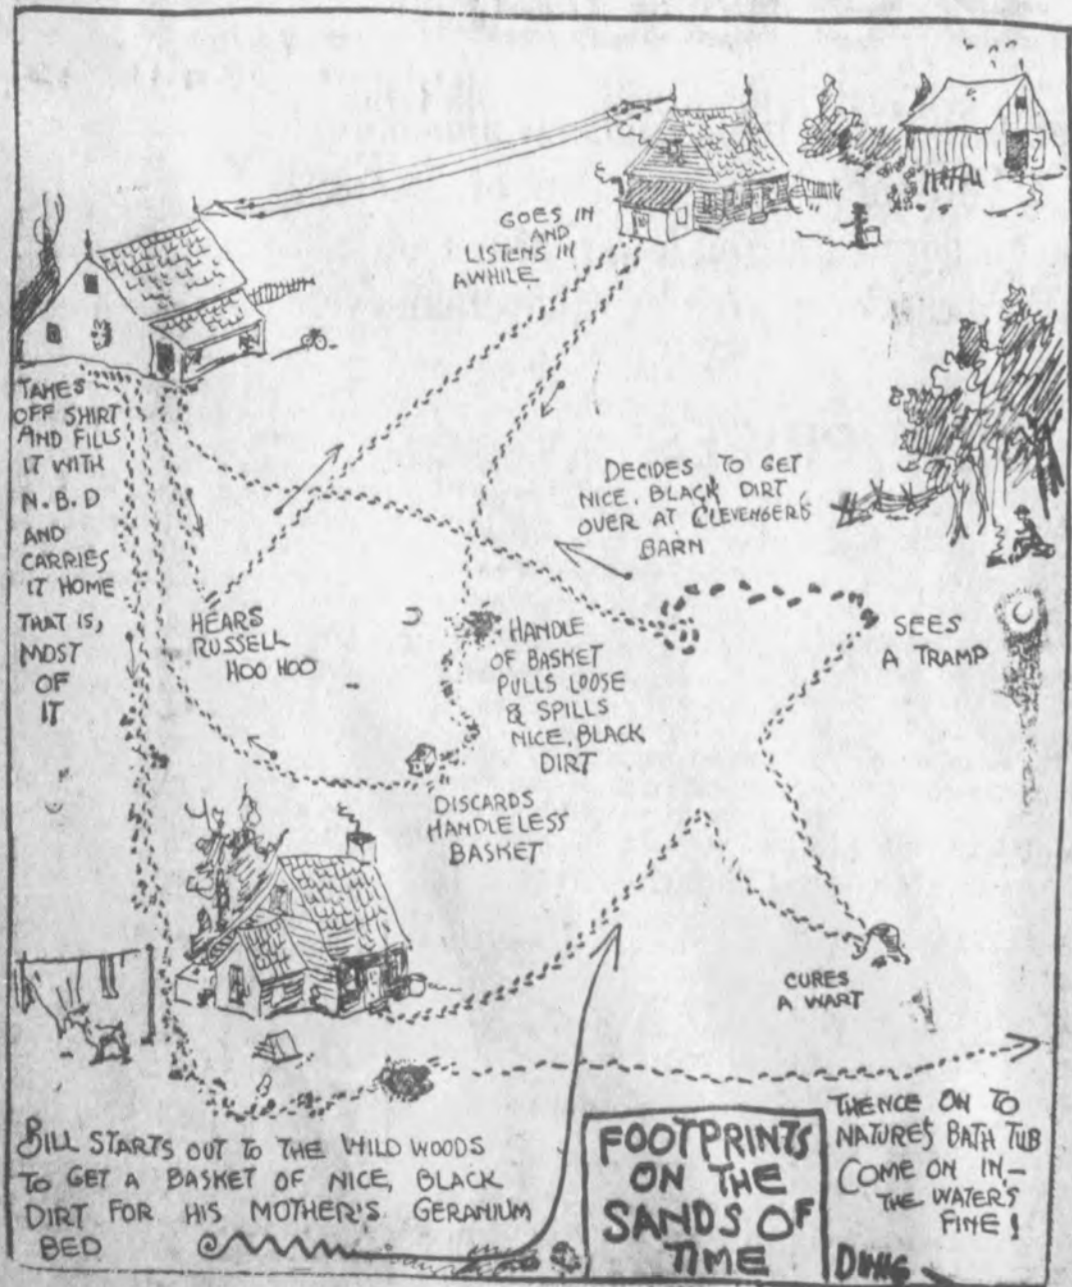 BILL STARTS OUT TO THE WILD WOODS
TO GET A BASKET OF NICE, BLACK
DIRT FOR HIS MOTHER'S GERANIUM
BED
CURES
A WART
SEES
A TRAMP
DECIDES TO GET
NICE, BLACK DIRT
OVER AT CLEVENGERS
BARN
HEARS
RUSSELL
HOO HOO
GOES IN
AND
LISTENS IN
AWHILE
HANDLE
OF BASKET
PULLS LOOSE
& SPILLS
NICE, BLACK
DIRT
DISCARDS
HANDLELESS
BASKET
TAKES
OFF SHIRT
AND FILLS
IT WITH
N.B.D
AND
CARRIES
IT HOME
THAT IS,
MOST
OF
IT
THENCE ON TO
NATURE'S BATH TUB
COME ON IN–
THE WATER'S
FINE!
FOOTPRINTS
ON THE
SANDS OF
TIME
DING